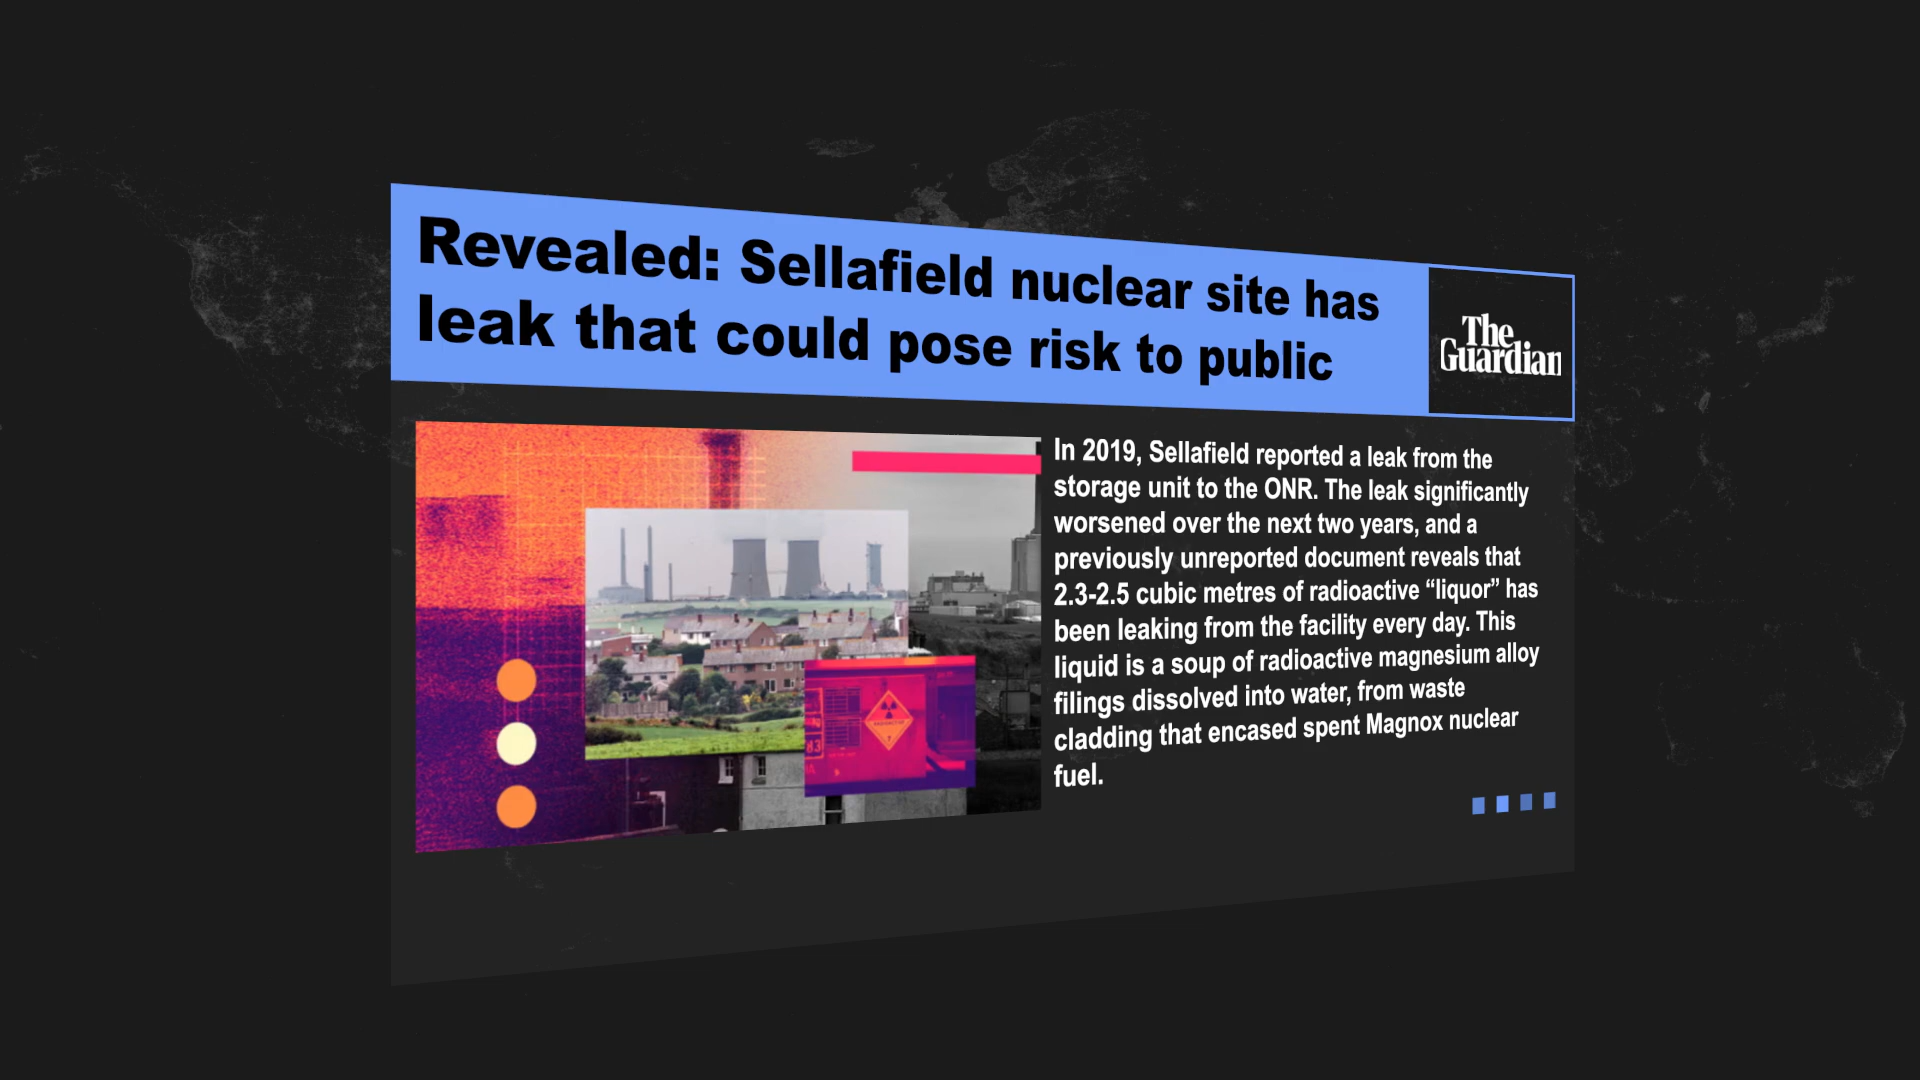 Revealed: Sellafield nuclear site has
leak that could pose risk to public
The
Guardian
In 2019, Sellafield reported a leak from the
storage unit to the ONR. The leak significantly
worsened over the next two years, and a
previously unreported document reveals that
2.3-2.5 cubic metres of radioactive “liquor” has
been leaking from the facility every day. This
liquid is a soup of radioactive magnesium alloy
filings dissolved into water, from waste
cladding that encased spent Magnox nuclear
fuel.
RADIOACTIVE
7
83